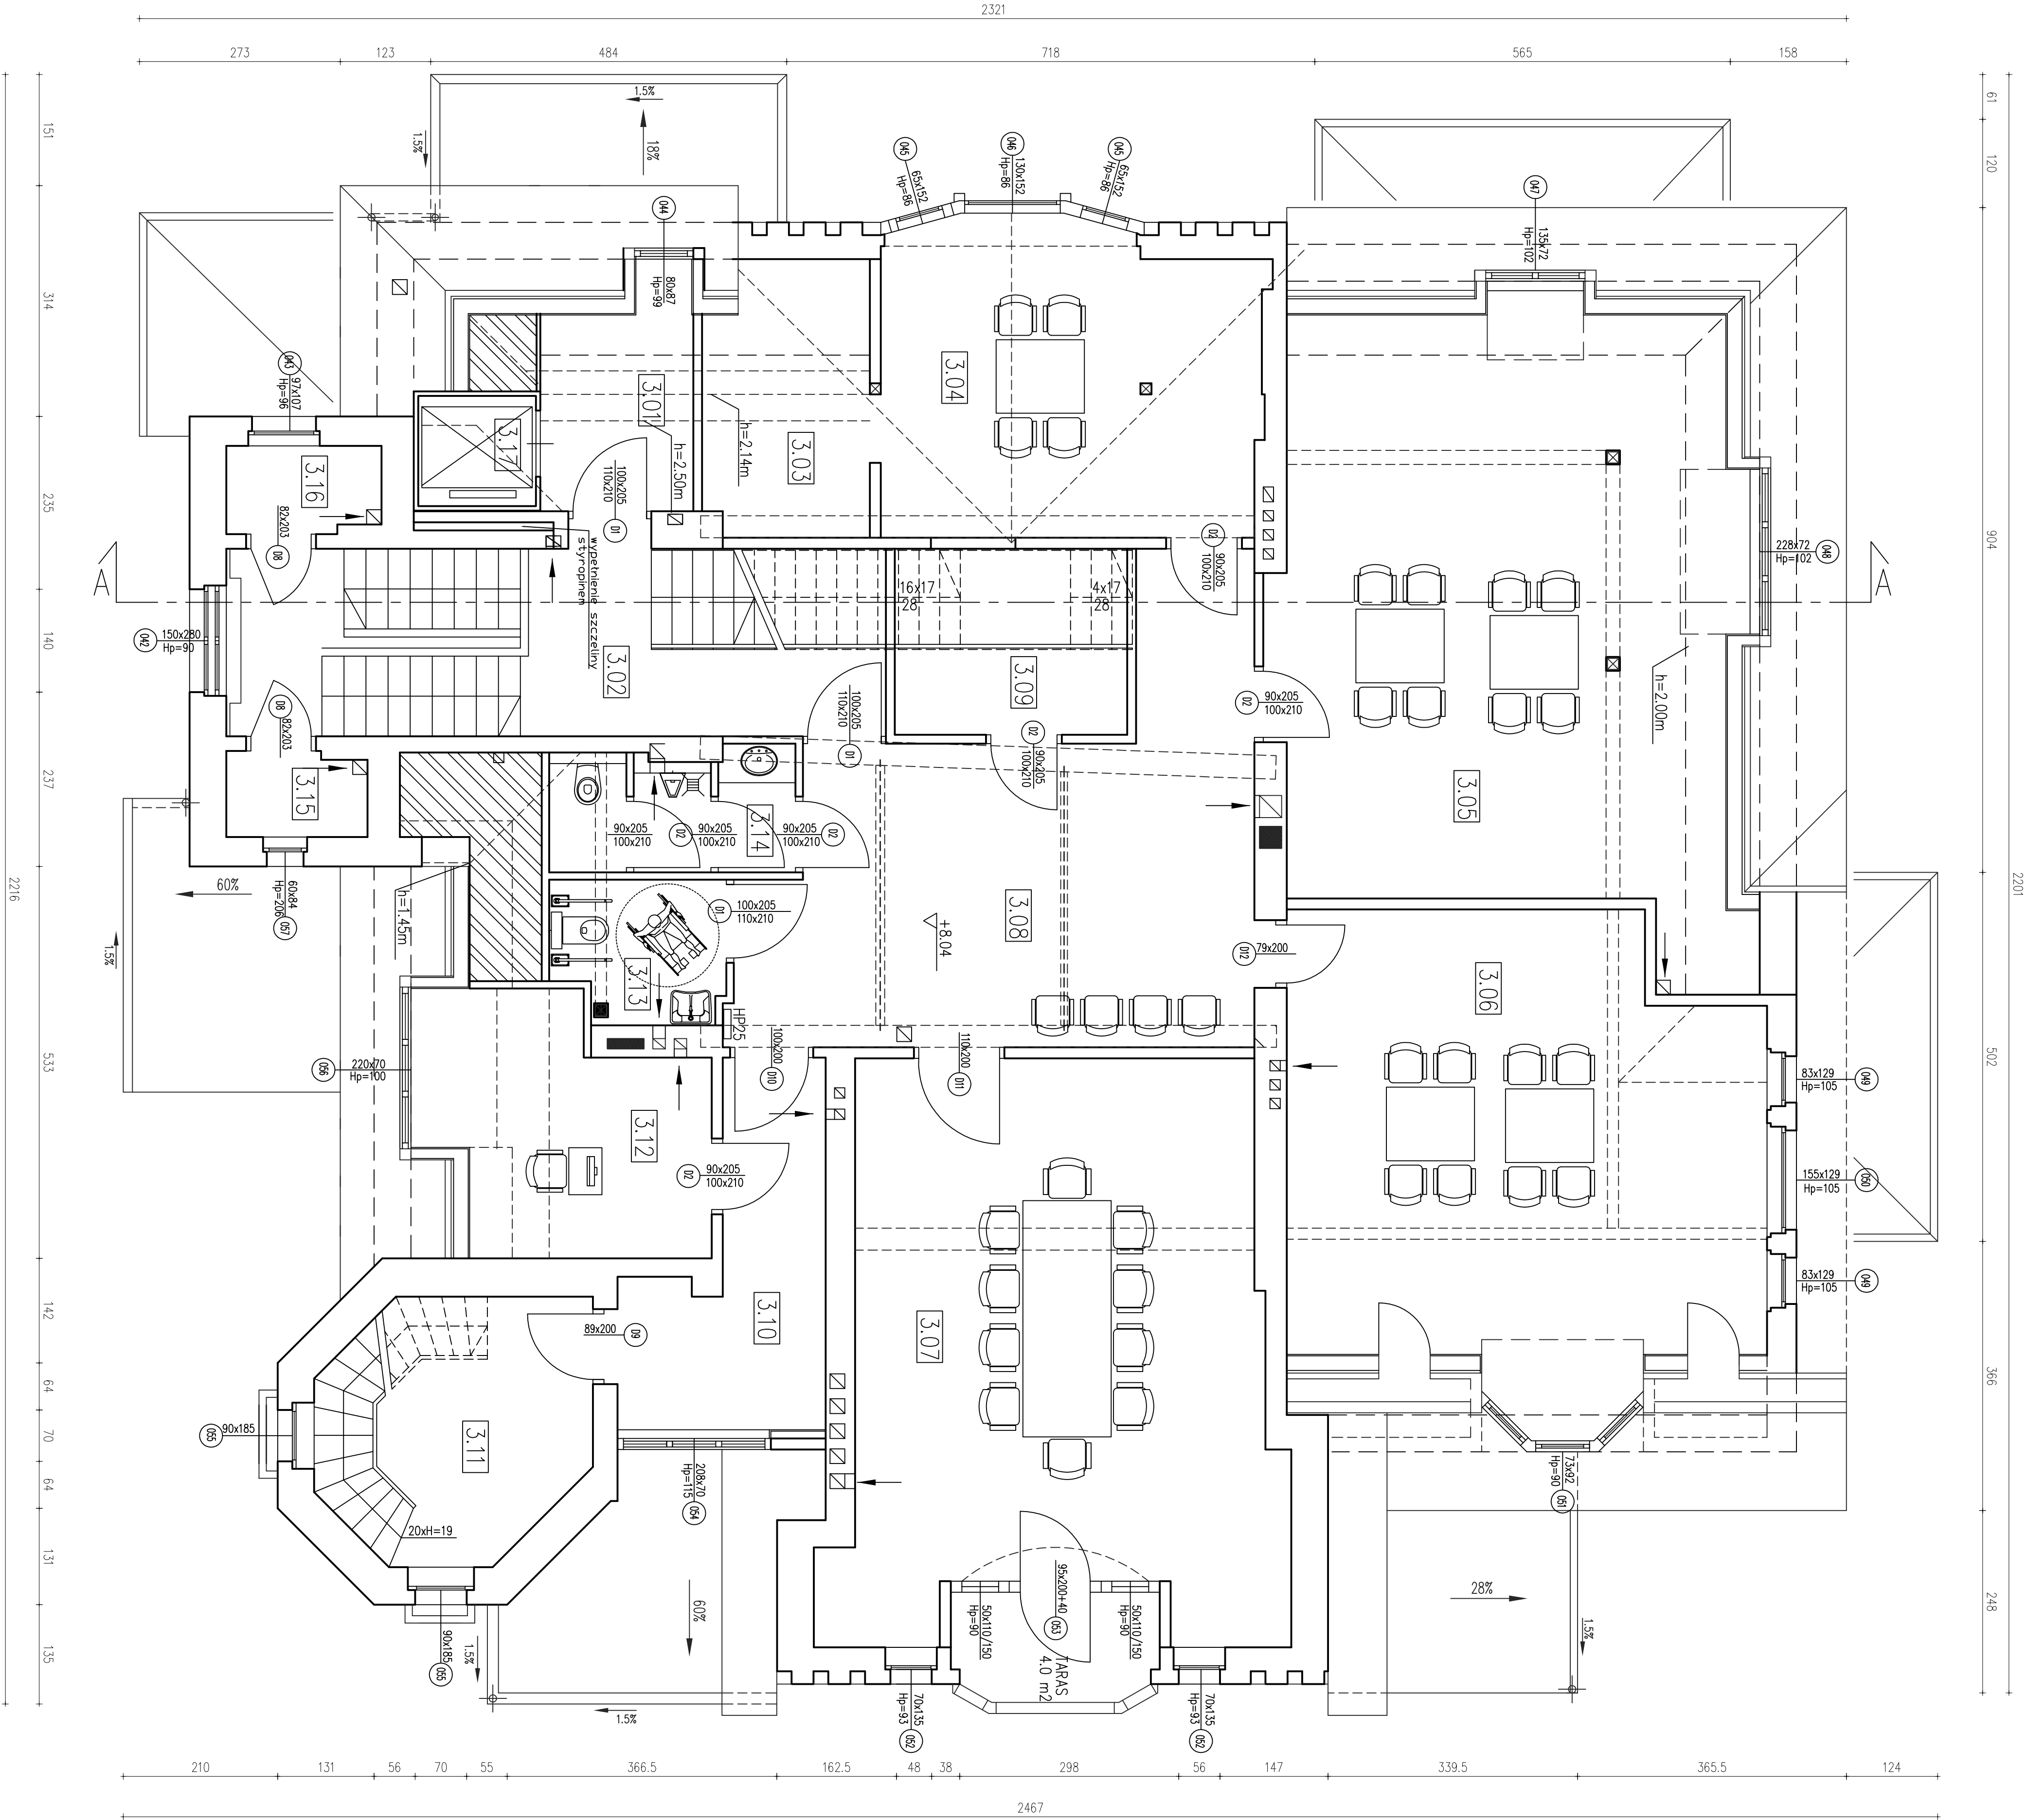 2321
273
123
484
718
565
158
1.5%
18%
1.5%
61
120
904
2201
502
366
248
151
314
235
140
237
533
142
64
70
64
131
135
2216
045
65x152
Hp=86
046
130x152
Hp=86
045
65x152
Hp=86
047
135x72
Hp=102
044
80x87
Hp=99
043
97x107
Hp=96
3.01
3.17
3.03
3.04
h=2.14m
h=2.50m
3.16
82x203
D8
100x205
110x210
D1
wypełnienie szczeliny
styropinem
D2
90x205
100x210
228x72
Hp=102
048
A
A
16x17
28
4x17
28
042
150x280
Hp=90
3.02
3.09
h=2.00m
D8
82x203
100x205
110x210
D1
D2
90x205
100x210
D2
90x205
100x210
3.15
3.05
90x205
100x210
D2
90x205
100x210
3.14
90x205
100x210
D2
60%
60x84
Hp=206
057
h=1.45m
1.5%
D1
100x205
110x210
3.08
+8.04
D12
79x200
3.13
3.06
HP25
100x200
D10
110x200
D11
056
220x70
Hp=100
83x129
Hp=105
049
3.12
D2
90x205
100x210
155x129
Hp=105
050
83x129
Hp=105
049
3.10
3.07
89x200
D9
055
90x185
3.11
208x70
Hp=115
054
73x92
Hp=90
051
20xH=19
95x200+40
053
50x110/150
Hp=90
50x110/150
Hp=90
60%
28%
1.5%
90x185
055
1.5%
1.5%
TARAS
4.0 m2
70x135
Hp=93
052
70x135
Hp=93
052
210
131
56
70
55
366.5
162.5
48
38
298
56
147
339.5
365.5
124
2467